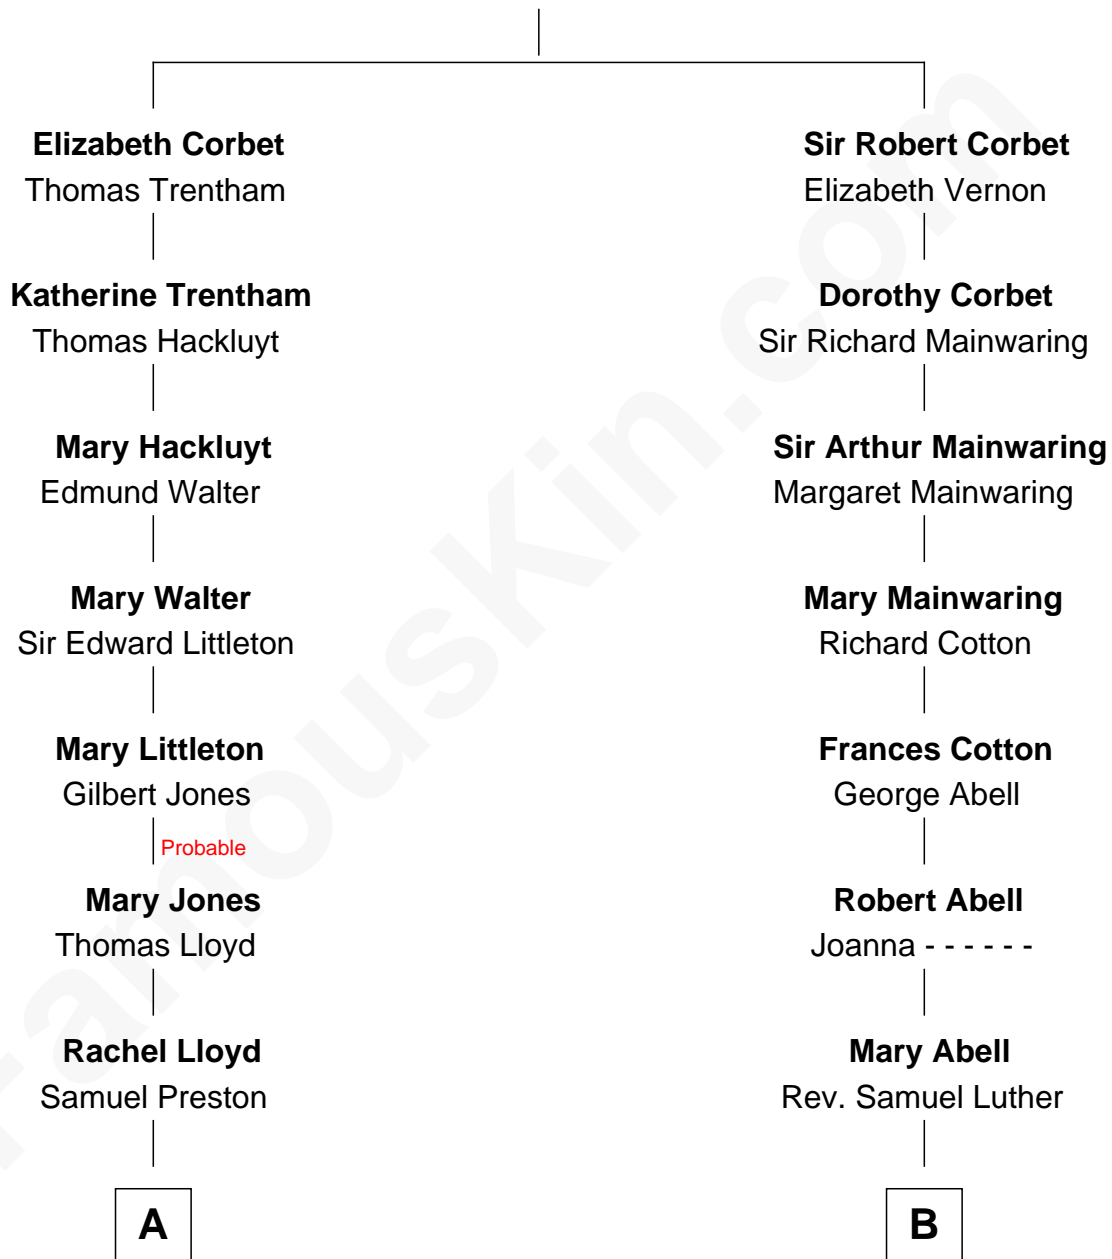 Elizabeth Corbet
Thomas Trentham
Katherine Trentham
Thomas Hackluyt
Mary Hackluyt
Edmund Walter
Mary Walter
Sir Edward Littleton
Mary Littleton
Gilbert Jones
Probable
Mary Jones
Thomas Lloyd
Rachel Lloyd
Samuel Preston
A
Sir Robert Corbet
Elizabeth Vernon
Dorothy Corbet
Sir Richard Mainwaring
Sir Arthur Mainwaring
Margaret Mainwaring
Mary Mainwaring
Richard Cotton
Frances Cotton
George Abell
Robert Abell
Joanna - - - - - -
Mary Abell
Rev. Samuel Luther
B
FamousKin.com